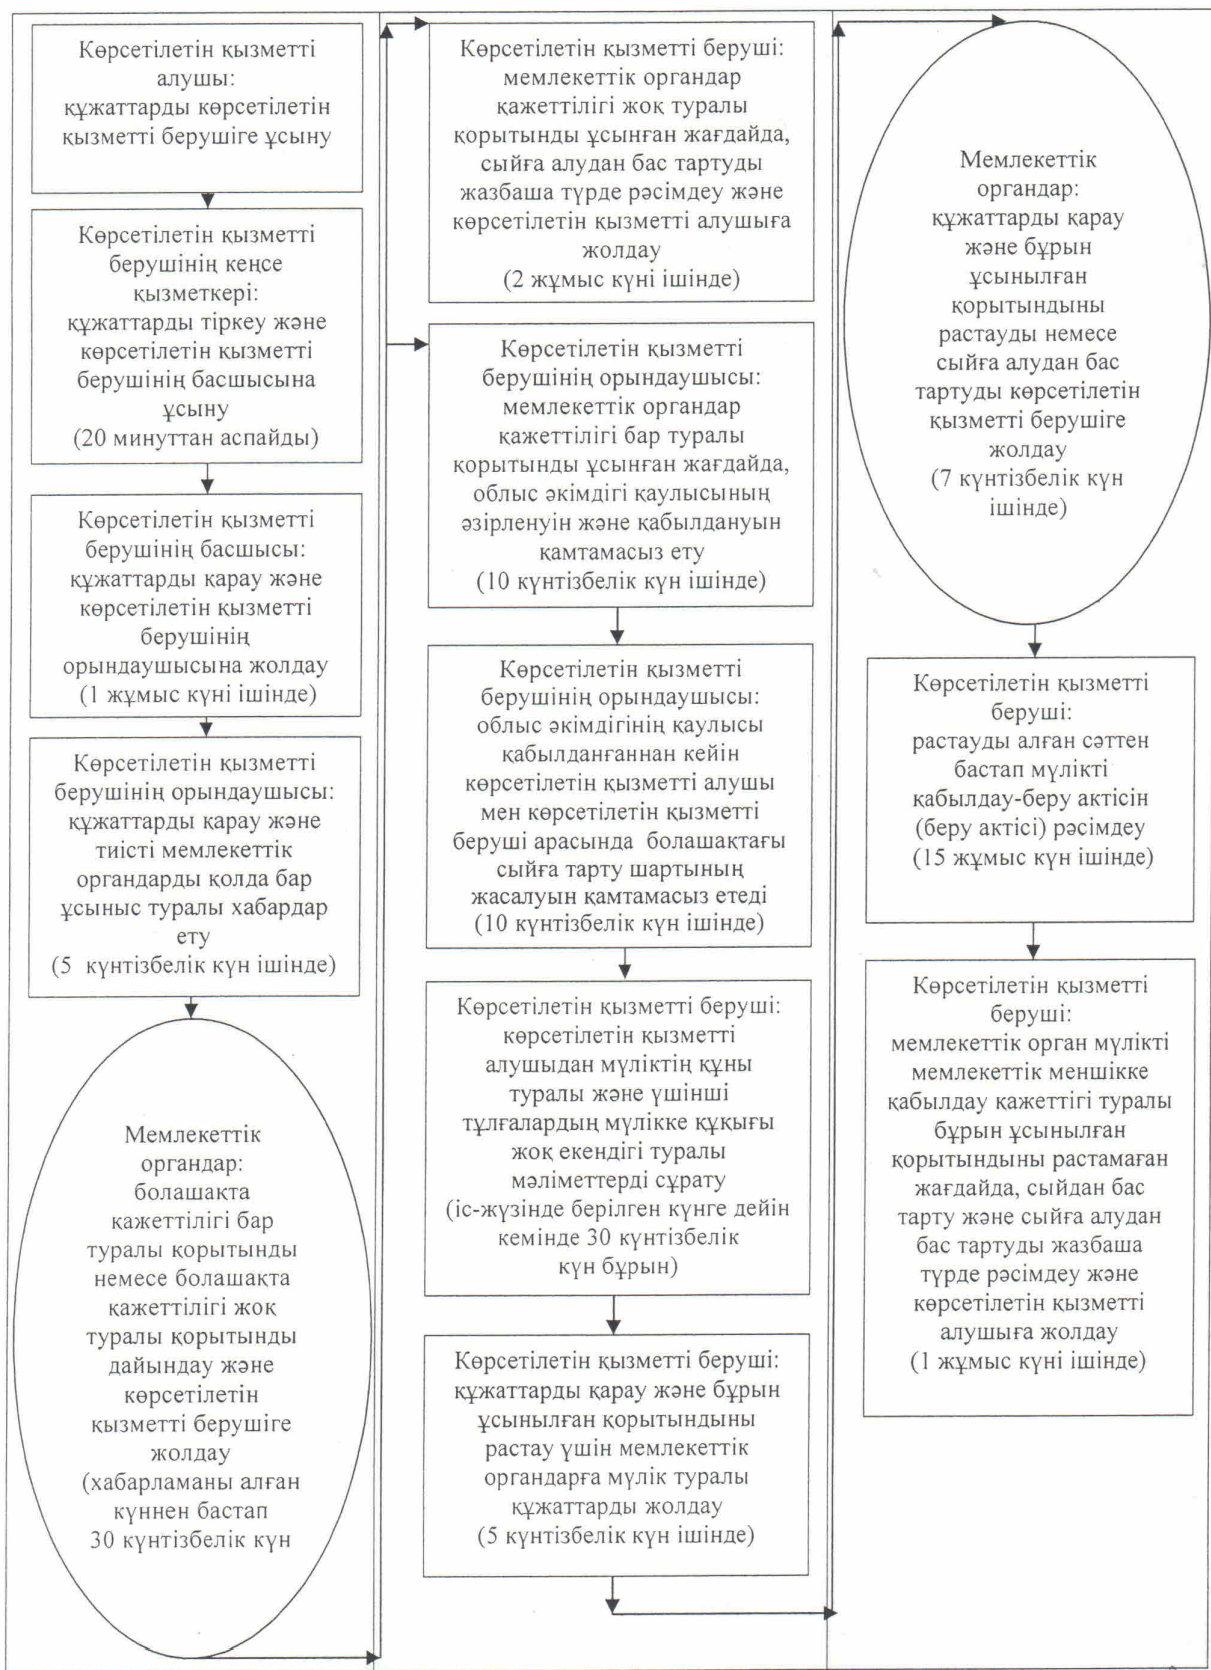 Көрсетілетін қызметті
алушы:
құжаттарды көрсетілетін
қызметті берушіге ұсыну
Көрсетілетін қызметті
берушінің кеңсе
қызметкері:
құжаттарды тіркеу және
көрсетілетін қызметті
берушінің басшысына
ұсыну
(20 минуттан аспайды)
Көрсетілетін қызметті
берушінің басшысы:
құжаттарды қарау және
көрсетілетін қызметті
берушінің
орындаушысына жолдау
(1 жұмыс күні ішінде)
Көрсетілетін қызметті
берушінің орындаушысы:
құжаттарды қарау және
тиісті мемлекеттік
органдарды қолда бар
ұсыныс туралы хабардар
ету
(5 күнтізбелік күн ішінде)
Мемлекеттік
органдар:
болашақта
қажеттілігі бар
туралы қорытынды
немесе болашақта
қажеттілігі жоқ
туралы қорытынды
дайындау және
көрсетілетін
қызметті берушіге
жолдау
(хабарламаны алған
күннен бастап
30 күнтізбелік күн
Көрсетілетін қызметті беруші:
мемлекеттік органдар
қажеттілігі жоқ туралы
қорытынды ұсынған жағдайда,
сыйға алудан бас тартуды
жазбаша түрде рәсімдеу және
көрсетілетін қызметті алушыға
жолдау
(2 жұмыс күні ішінде)
Көрсетілетін қызметті
берушінің орындаушысы:
мемлекеттік органдар
қажеттілігі бар туралы
қорытынды ұсынған жағдайда,
облыс әкімдігі қаулысының
әзірленуін және қабылдануын
қамтамасыз ету
(10 күнтізбелік күн ішінде)
Көрсетілетін қызметті
берушінің орындаушысы:
облыс әкімдігінің қаулысы
қабылданғаннан кейін
көрсетілетін қызметті алушы
мен көрсетілетін қызметті
беруші арасында болашақтағы
сыйға тарту шартының
жасалуын қамтамасыз етеді
(10 күнтізбелік күн ішінде)
Көрсетілетін қызметті беруші:
көрсетілетін қызметті
алушыдан мүліктің құны
туралы және үшінші
тұлғалардың мүлікке құқығы
жоқ екендігі туралы
мәліметтерді сұрату
(іс-жүзінде берілген күнге дейін
кемінде 30 күнтізбелік
күн бұрын)
Көрсетілетін қызметті беруші:
құжаттарды қарау және бұрын
ұсынылған қорытындыны
растау үшін мемлекеттік
органдарға мүлік туралы
құжаттарды жолдау
(5 күнтізбелік күн ішінде)
Мемлекеттік
органдар:
құжаттарды қарау
және бұрын
ұсынылған
қорытындыны
растауды немесе
сыйға алудан бас
тартуды көрсетілетін
қызметті берушіге
жолдау
(7 күнтізбелік күн
ішінде)
Көрсетілетін қызметті
беруші:
растауды алған сәттен
бастап мүлікті
қабылдау-беру актісін
(беру актісі) рәсімдеу
(15 жұмыс күн ішінде)
Көрсетілетін қызметті
беруші:
мемлекеттік орган мүлікті
мемлекеттік меншікке
қабылдау қажеттігі туралы
бұрын ұсынылған
қорытындыны растамаған
жағдайда, сыйдан бас
тарту және сыйға алудан
бас тартуды жазбаша
түрде рәсімдеу және
көрсетілетін қызметті
алушыға жолдау
(1 жұмыс күні ішінде)